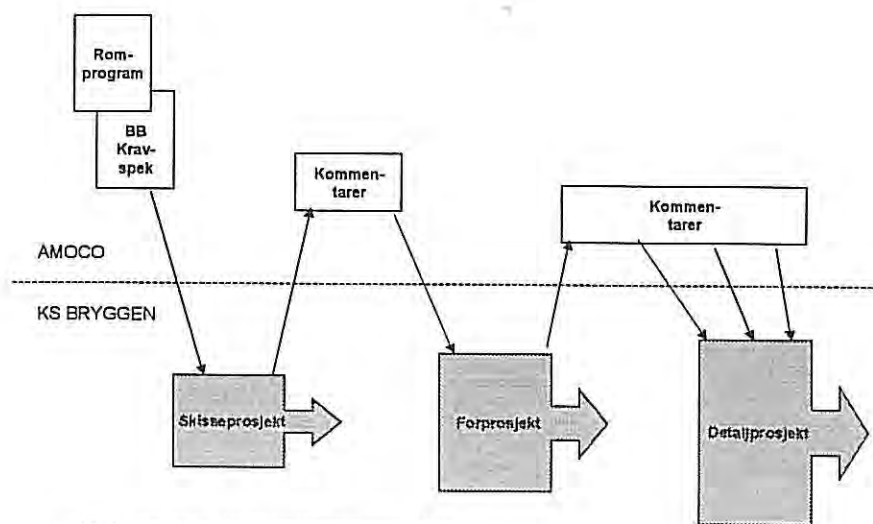 Rom-
program
BB
Krav-
spek
Kommen-
tarer
Kommen-
tarer
AMOCO
KS BRYGGEN
Skisseprosjekt
Forprosjekt
Detaljprosjekt